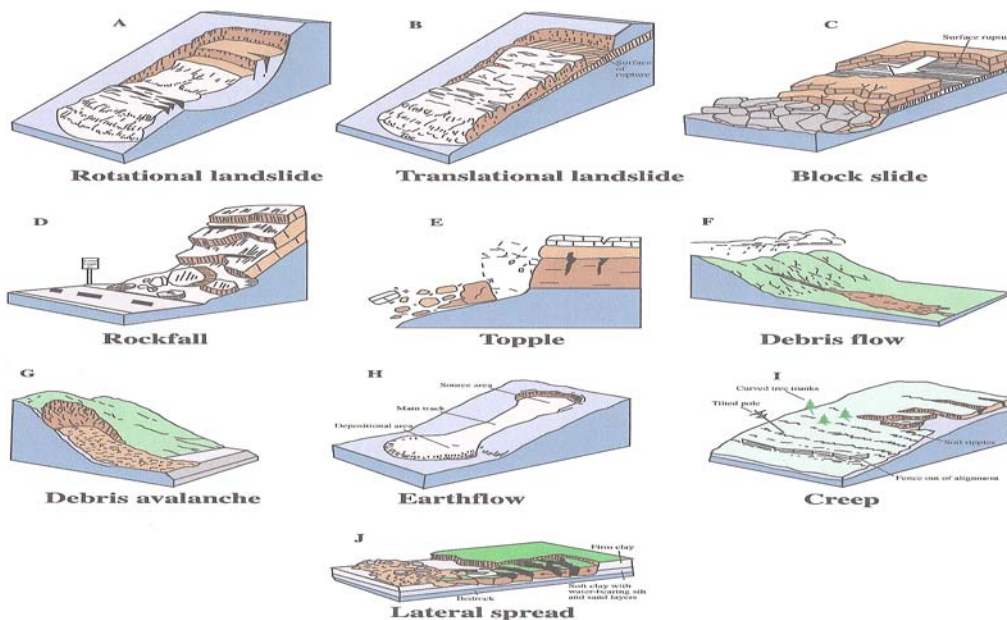 A
B
C
Surface of rupture
Surface rupture
Rotational landslide
Translational landslide
Block slide
D
E
F
Rockfall
Topple
Debris flow
G
H
I
Source area
Main track
Depositional area
Curved tree trunks
Tilted pole
Soil ripples
Fence out of alignment
Debris avalanche
Earthflow
Creep
J
Firm clay
Soft clay with
water-bearing silt
and sand layers
Bedrock
Lateral spread